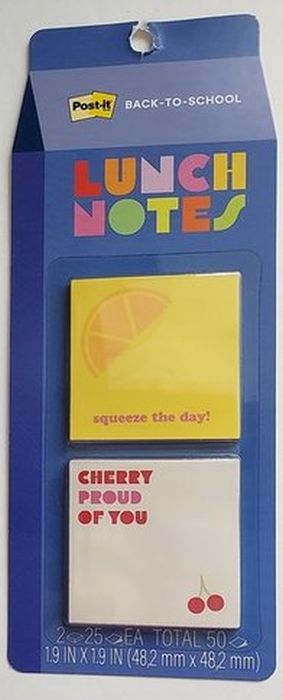 Post-it BACK-TO-SCHOOL
LUNCH
NOTES
squeeze the day!
CHERRY
PROUD
OF YOU
2 25 EA TOTAL 50
1.9 IN X 1.9 IN (48,2 mm x 48,2 mm)